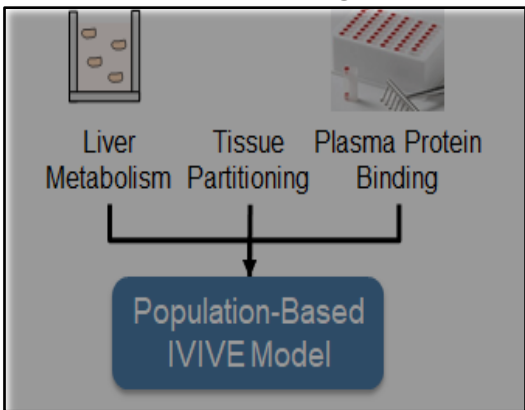 Liver Tissue Plasma Protein
Metabolism Partitioning Binding
Population-Based
IVIVE Model